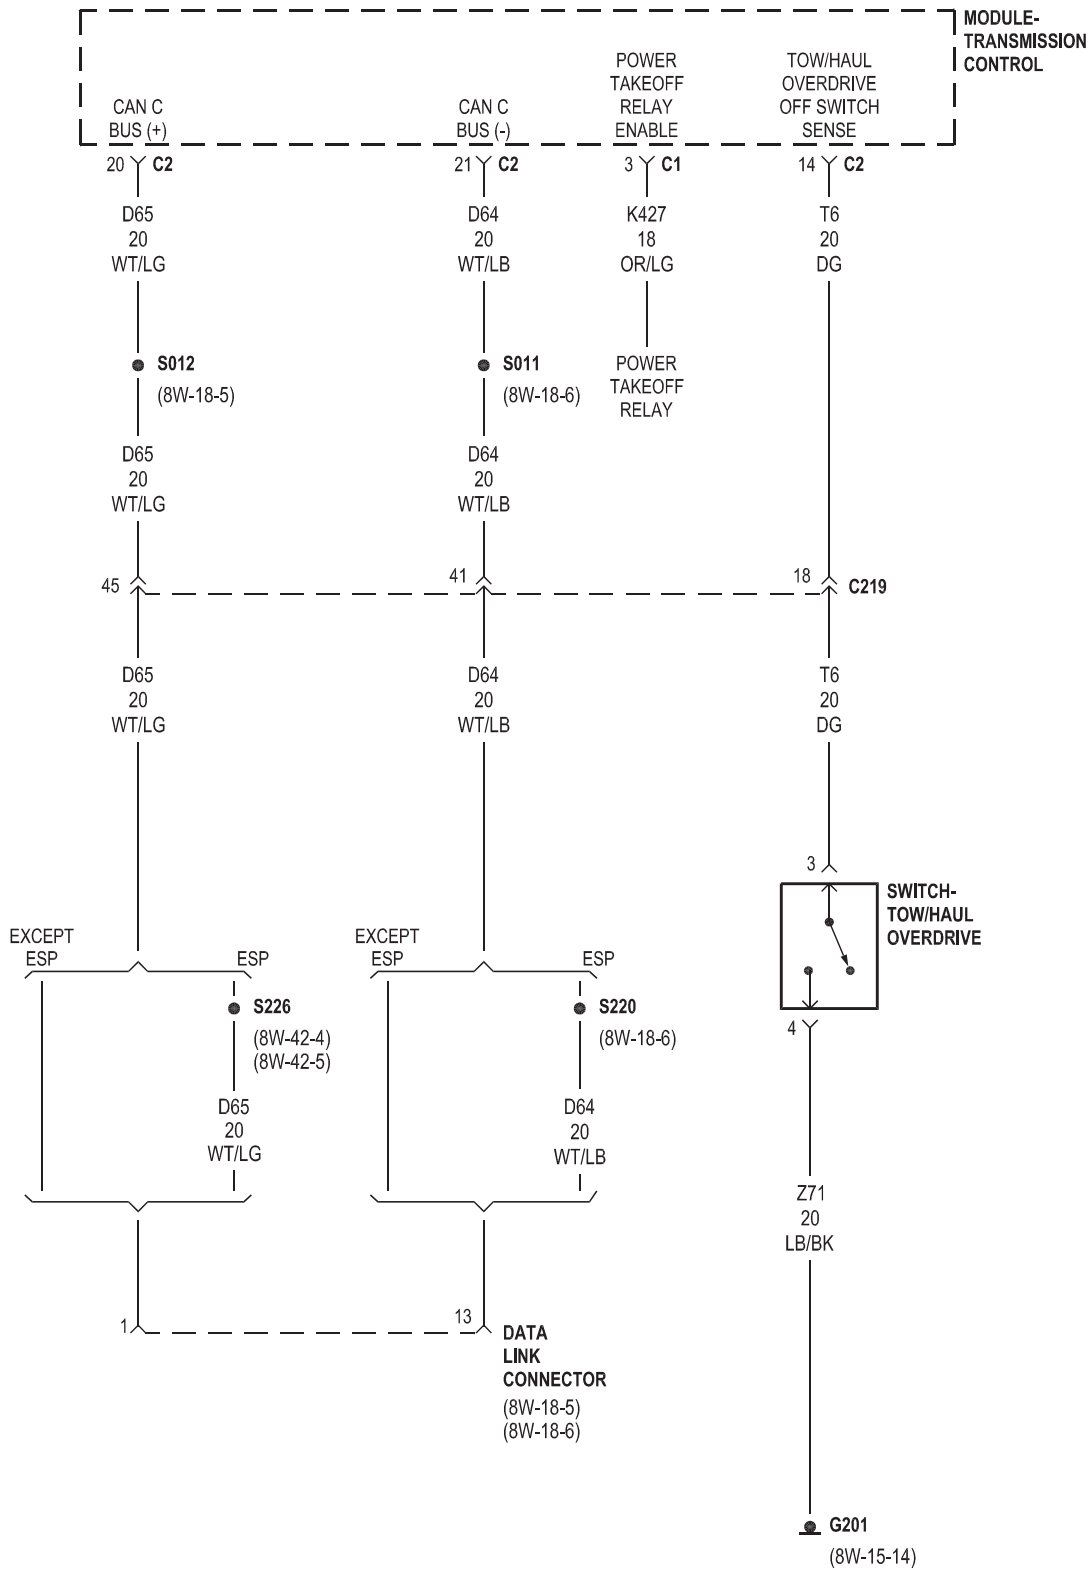 MODULE-
TRANSMISSION
CONTROL
CAN C
BUS (+)
CAN C
BUS (-)
POWER
TAKEOFF
RELAY
ENABLE
TOW/HAUL
OVERDRIVE
OFF SWITCH
SENSE
20 C2
21 C2
3 C1
14 C2
D65
20
WT/LG
D64
20
WT/LB
K427
18
OR/LG
T6
20
DG
S012
(8W-18-5)
S011
(8W-18-6)
POWER
TAKEOFF
RELAY
D65
20
WT/LG
D64
20
WT/LB
45
41
18
C219
D65
20
WT/LG
D64
20
WT/LB
T6
20
DG
3
SWITCH-
TOW/HAUL
OVERDRIVE
4
EXCEPT
ESP
ESP
EXCEPT
ESP
ESP
S226
(8W-42-4)
(8W-42-5)
S220
(8W-18-6)
D65
20
WT/LG
D64
20
WT/LB
Z71
20
LB/BK
1
13
DATA
LINK
CONNECTOR
(8W-18-5)
(8W-18-6)
G201
(8W-15-14)